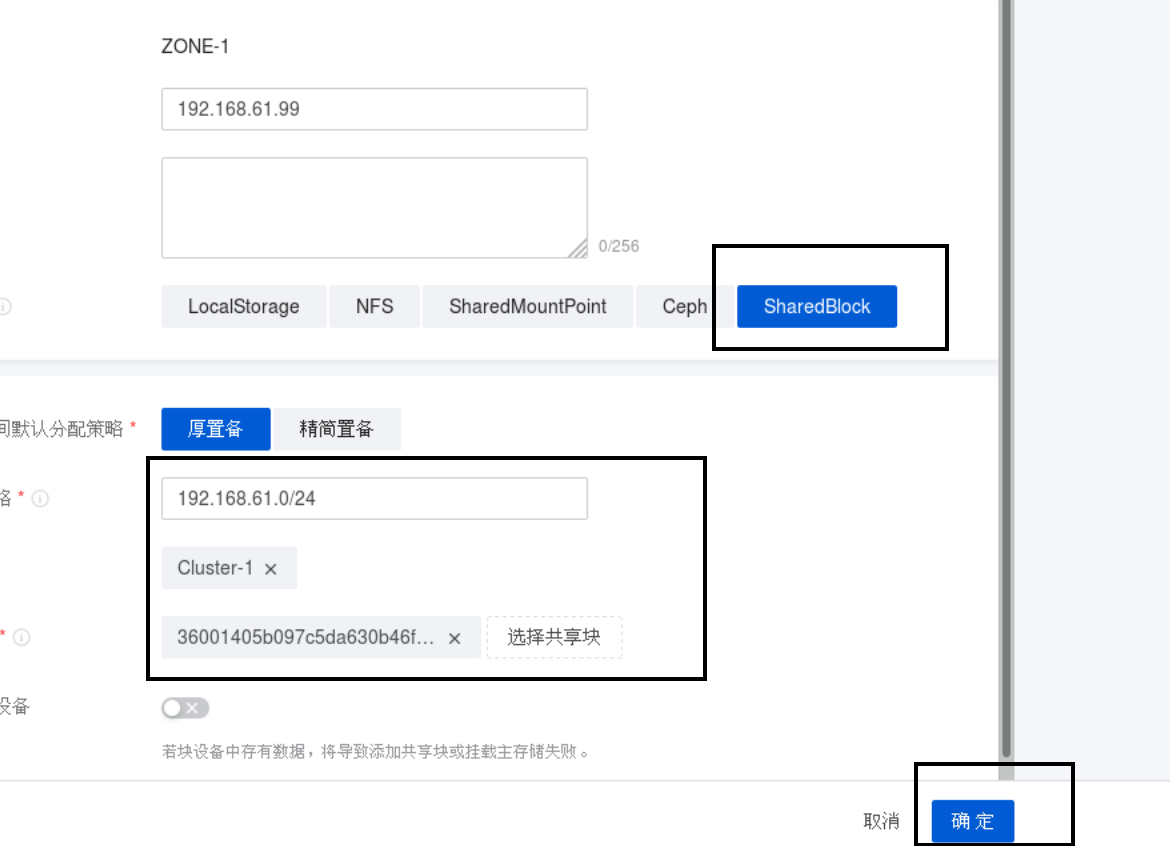 ZONE-1
192.168.61.99
0/256
LocalStorage NFS SharedMountPoint Ceph SharedBlock
间默认分配策略 * 厚置备 精简置备
络 * 192.168.61.0/24
Cluster-1 ×
* 36001405b097c5da630b46f... × 选择共享块
设备
若块设备中存有数据，将导致添加共享块或挂载主存储失败。
取消 确 定